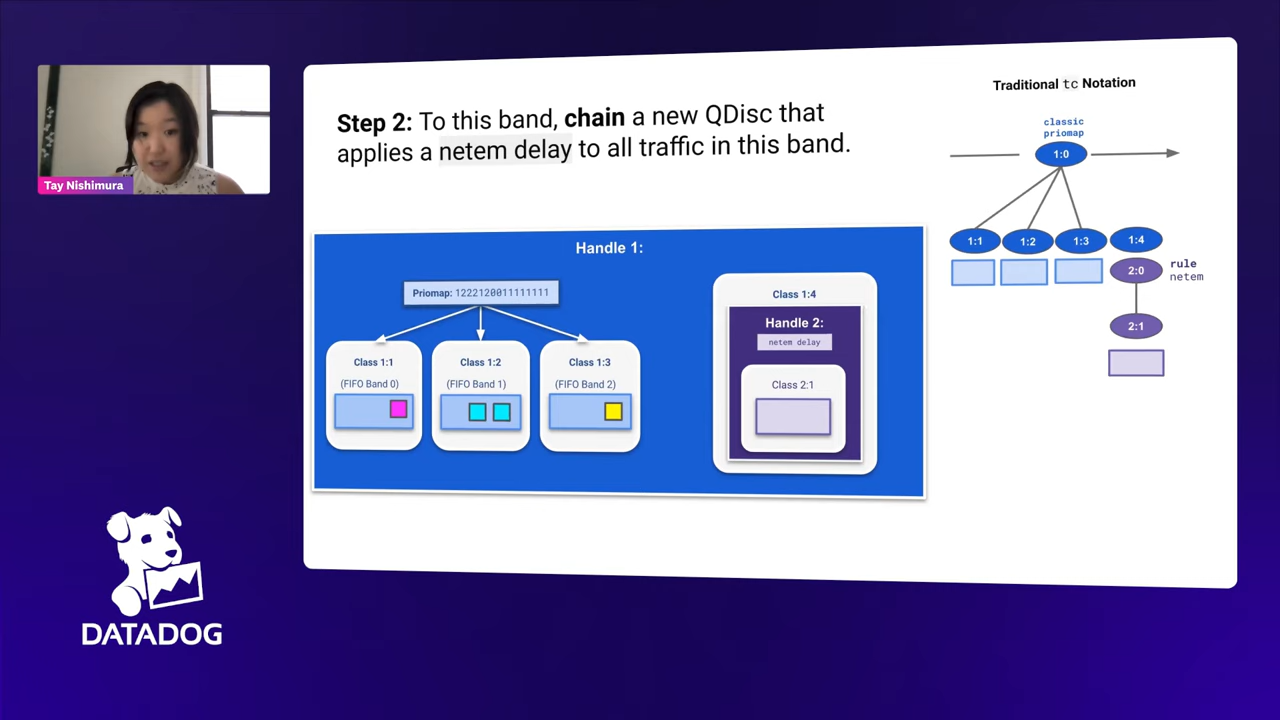 Tay Nishimura
DATADOG
Step 2: To this band, chain a new QDisc that
applies a netem delay to all traffic in this band.
Handle 1:
Priomap: 1222120011111111
Class 1:1
(FIFO Band 0)
Class 1:2
(FIFO Band 1)
Class 1:3
(FIFO Band 2)
Class 1:4
Handle 2:
netem delay
Class 2:1
Traditional tc Notation
classic
priomap
1:0
1:1
1:2
1:3
1:4
2:0
rule
netem
2:1